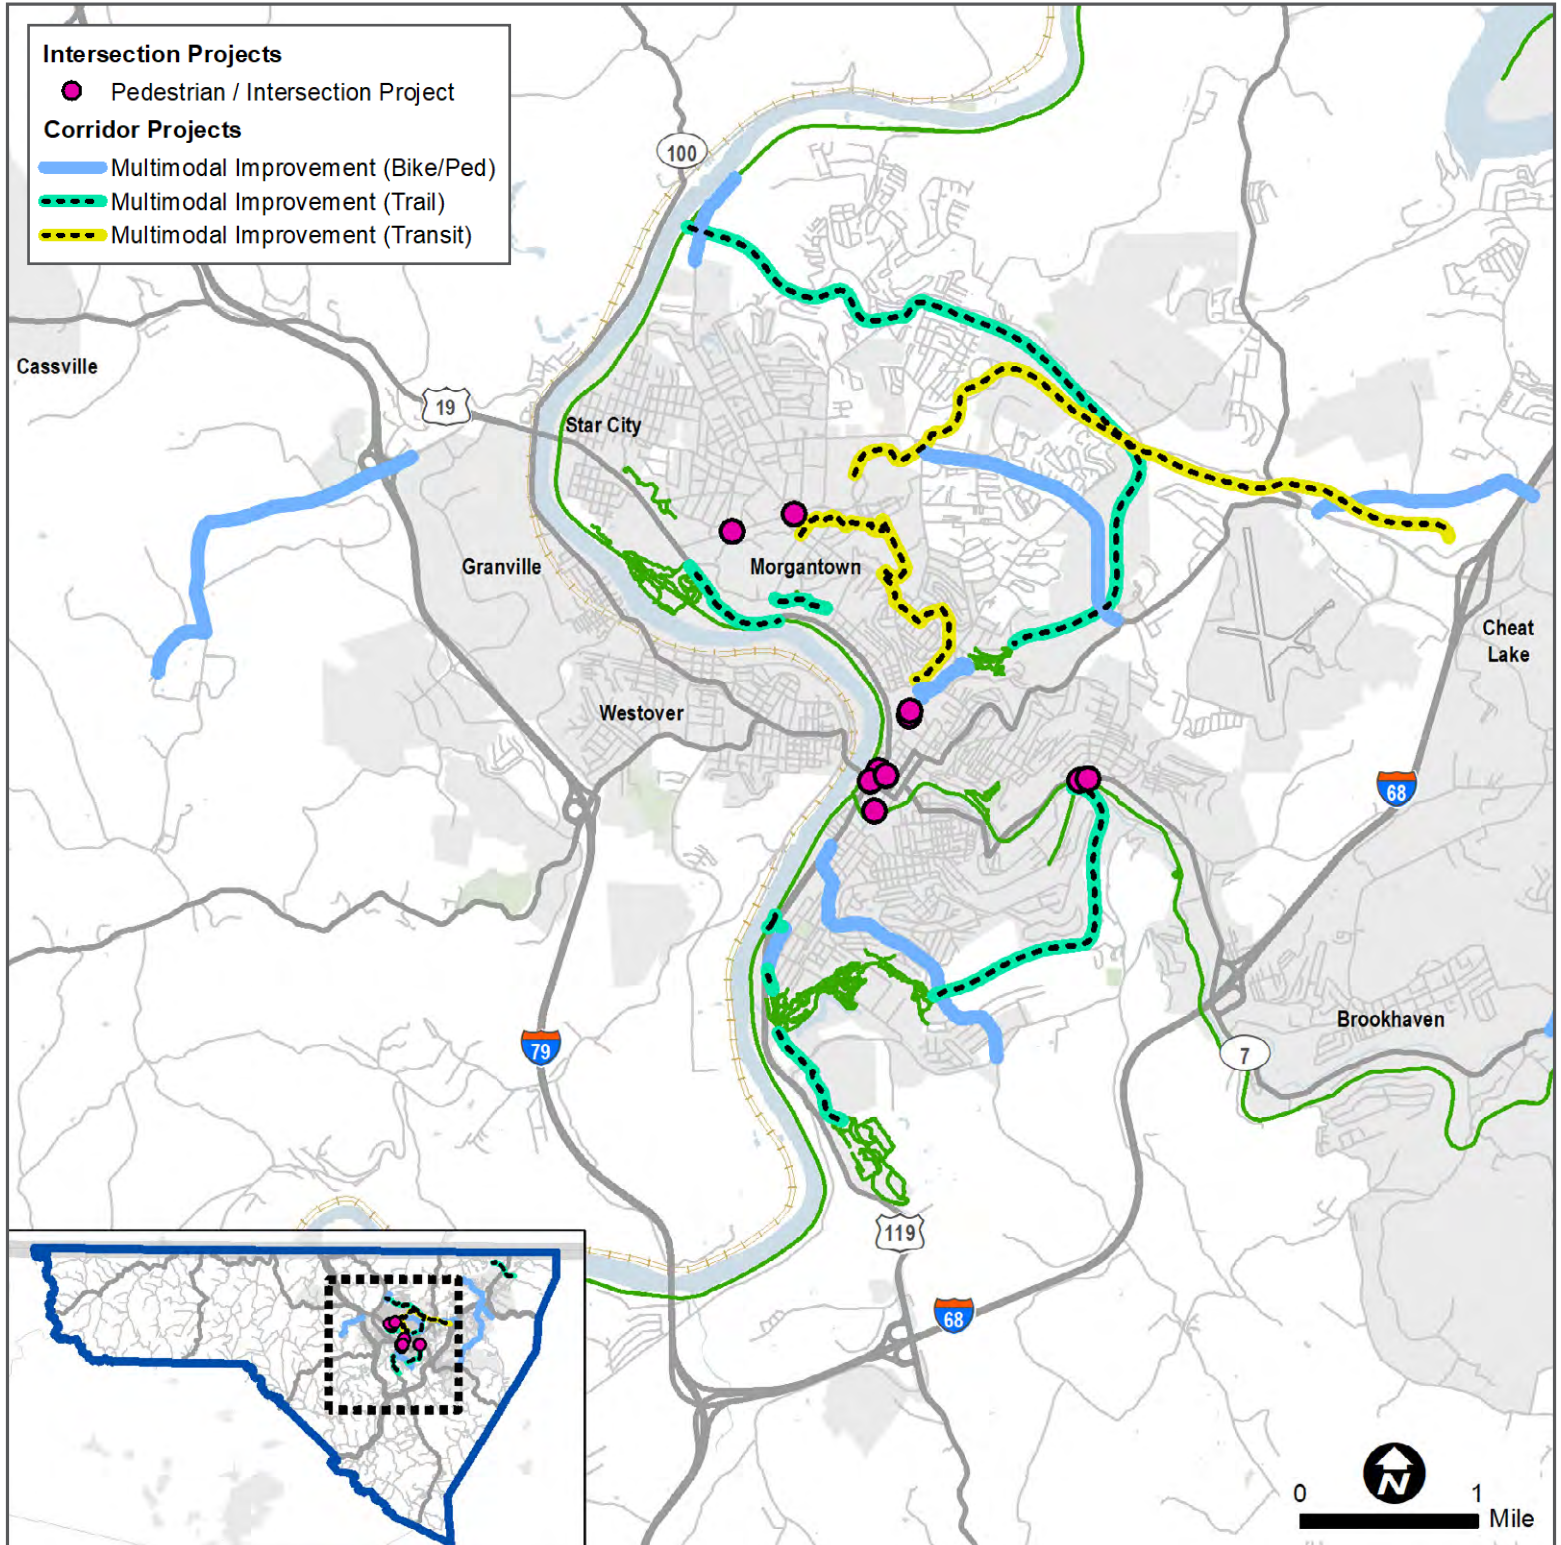 Intersection Projects
Pedestrian / Intersection Project
Corridor Projects
Multimodal Improvement (Bike/Ped)
Multimodal Improvement (Trail)
Multimodal Improvement (Transit)
100
Cassville
19
Star City
Granville
Morgantown
Cheat
Lake
Westover
68
Brookhaven
79
7
119
68
N
0 1
Mile